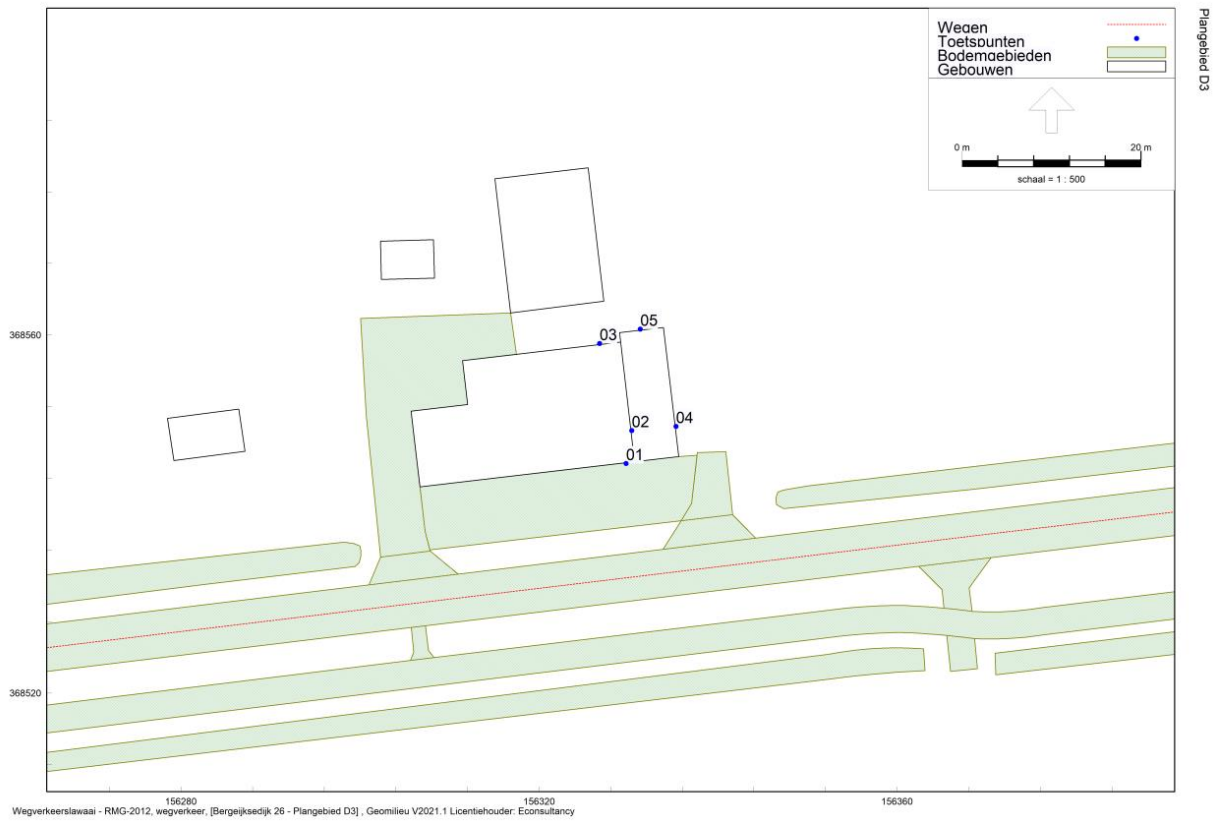 Plangebied D3
Wegen
Toetspunten
Bodemgebieden
Gebouwen
0 m 20 m
schaal = 1 : 500
368560
05
03
04
02
01
368520
156280 156320 156360
Wegverkeerslawaai - RMG-2012, wegverkeer, [Bergeijksedijk 26 - Plangebied D3] , Geomilieu V2021.1 Licentiehouder: Econsultancy